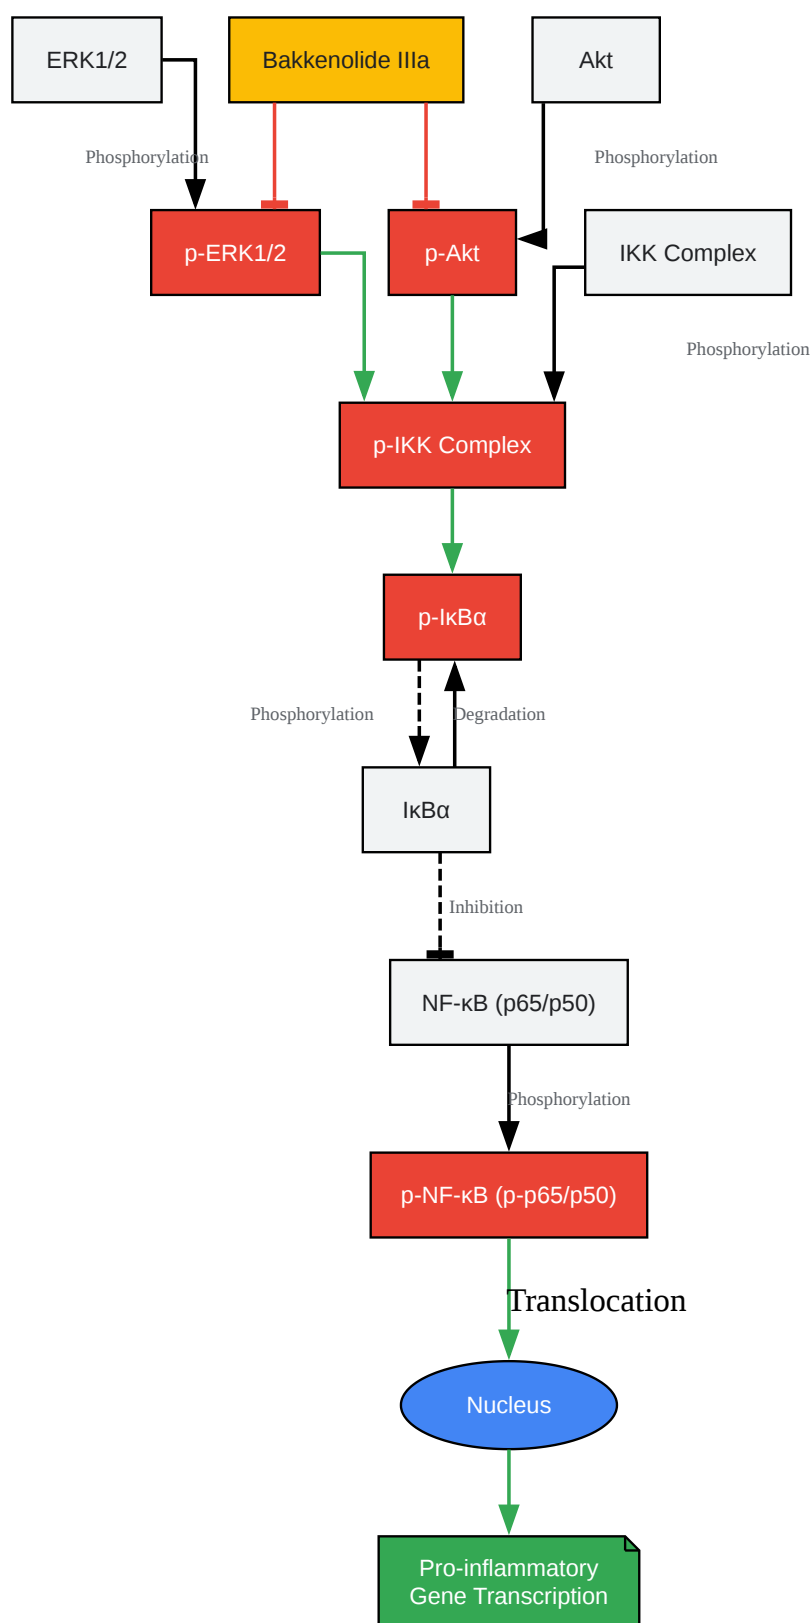 ERK1/2
Bakkenolide IIIa
Akt
Phosphorylation
Phosphorylation
p-ERK1/2
p-Akt
IKK Complex
Phosphorylation
p-IKK Complex
p-IκBα
Phosphorylation
Degradation
IκBα
Inhibition
NF-κB (p65/p50)
Phosphorylation
p-NF-κB (p-p65/p50)
Translocation
Nucleus
Pro-inflammatory
Gene Transcription